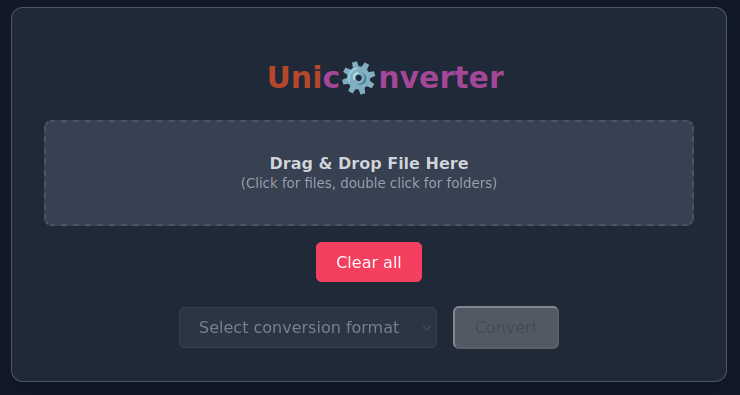 Unic⚙nverter
Drag & Drop File Here
(Click for files, double click for folders)
Clear all
Select conversion format
Convert